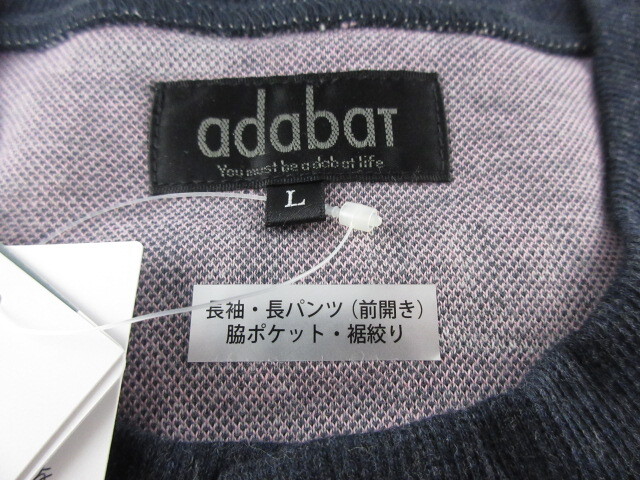 adabat
You must be adabat life
L
長袖・長パンツ(前開き)
脇ポケット・裾絞り